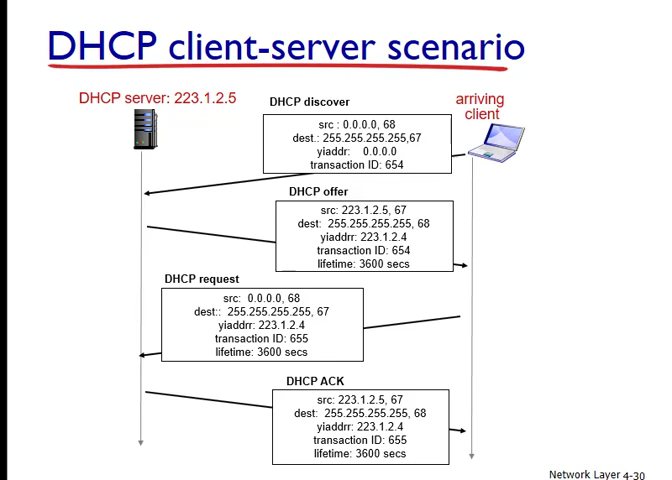 DHCP client-server scenario
DHCP server: 223.1.2.5
DHCP discover
arriving
client
src : 0.0.0.0, 68
dest.: 255.255.255.255,67
yiaddr: 0.0.0.0
transaction ID: 654
DHCP offer
src: 223.1.2.5, 67
dest: 255.255.255.255, 68
yiaddrr: 223.1.2.4
transaction ID: 654
lifetime: 3600 secs
DHCP request
src: 0.0.0.0, 68
dest:: 255.255.255.255, 67
yiaddrr: 223.1.2.4
transaction ID: 655
lifetime: 3600 secs
DHCP ACK
src: 223.1.2.5, 67
dest: 255.255.255.255, 68
yiaddrr: 223.1.2.4
transaction ID: 655
lifetime: 3600 secs
Network Layer 4-30